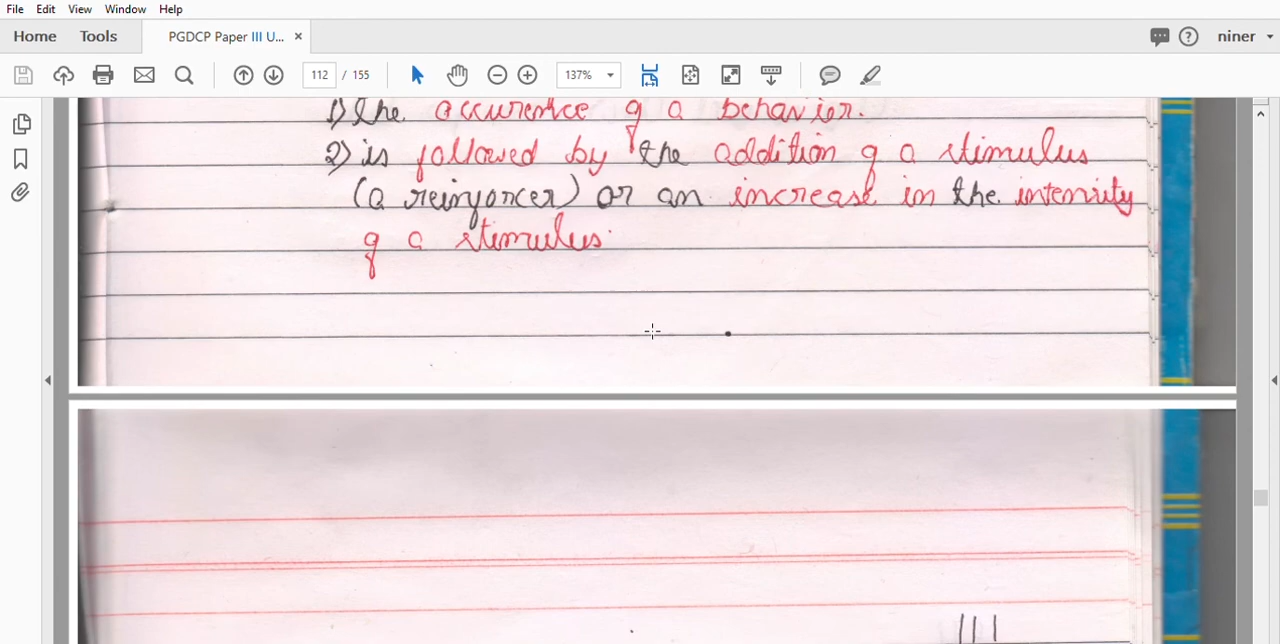 File Edit View Window Help
Home Tools PGDCP Paper III U... × niner
112 / 155 137%
1) The occurence of a behavior.
2) is followed by the addition of a stimulus
(a reinforcer) or an increase in the intensity
of a stimulus.
111